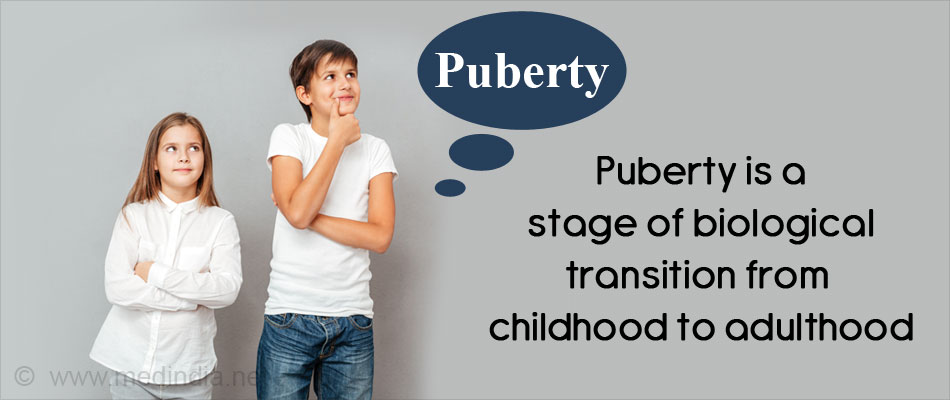 Puberty
Puberty is a
stage of biological
transition from
childhood to adulthood
© www.medindia.net